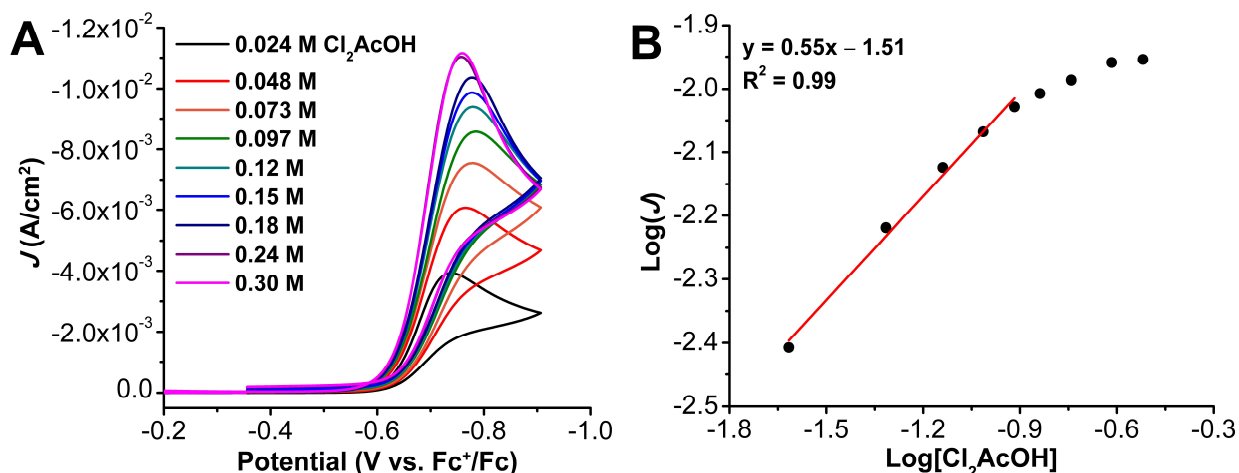 A
-1.2x10⁻²
-1.0x10⁻²
-8.0x10⁻³
-6.0x10⁻³
-4.0x10⁻³
-2.0x10⁻³
0.0
J (A/cm²)
0.024 M Cl₂AcOH
0.048 M
0.073 M
0.097 M
0.12 M
0.15 M
0.18 M
0.24 M
0.30 M
-0.2 -0.4 -0.6 -0.8 -1.0
Potential (V vs. Fc⁺/Fc)
B
y = 0.55x – 1.51
R² = 0.99
-1.9
-2.0
-2.1
-2.2
-2.3
-2.4
-2.5
Log(J)
-1.8 -1.5 -1.2 -0.9 -0.6 -0.3
Log[Cl₂AcOH]